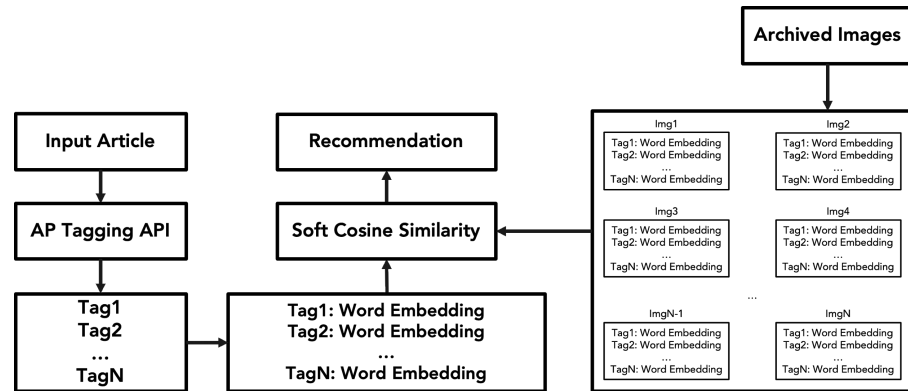 Archived Images
Input Article
AP Tagging API
Tag1
Tag2
...
TagN
Tag1: Word Embedding
Tag2: Word Embedding
...
TagN: Word Embedding
Soft Cosine Similarity
Recommendation
Img1
Tag1: Word Embedding
Tag2: Word Embedding
...
TagN: Word Embedding
Img2
Tag1: Word Embedding
Tag2: Word Embedding
...
TagN: Word Embedding
Img3
Tag1: Word Embedding
Tag2: Word Embedding
...
TagN: Word Embedding
Img4
Tag1: Word Embedding
Tag2: Word Embedding
...
TagN: Word Embedding
...
ImgN-1
Tag1: Word Embedding
Tag2: Word Embedding
...
TagN: Word Embedding
ImgN
Tag1: Word Embedding
Tag2: Word Embedding
...
TagN: Word Embedding